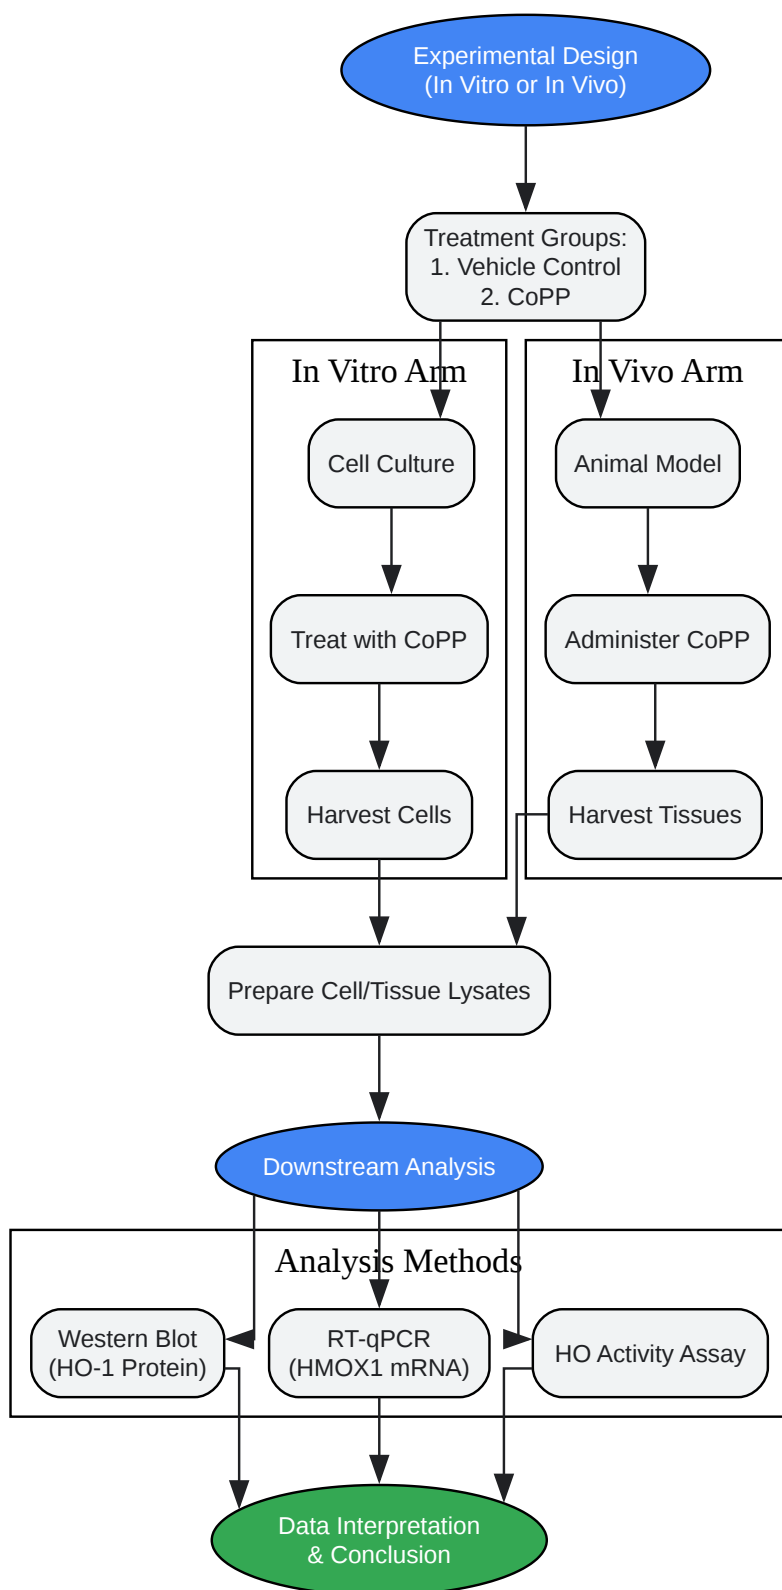 Experimental Design
(In Vitro or In Vivo)
Treatment Groups:
1. Vehicle Control
2. CoPP
In Vitro Arm
In Vivo Arm
Cell Culture
Animal Model
Treat with CoPP
Administer CoPP
Harvest Cells
Harvest Tissues
Prepare Cell/Tissue Lysates
Downstream Analysis
Analysis Methods
Western Blot
(HO-1 Protein)
RT-qPCR
(HMOX1 mRNA)
HO Activity Assay
Data Interpretation
& Conclusion